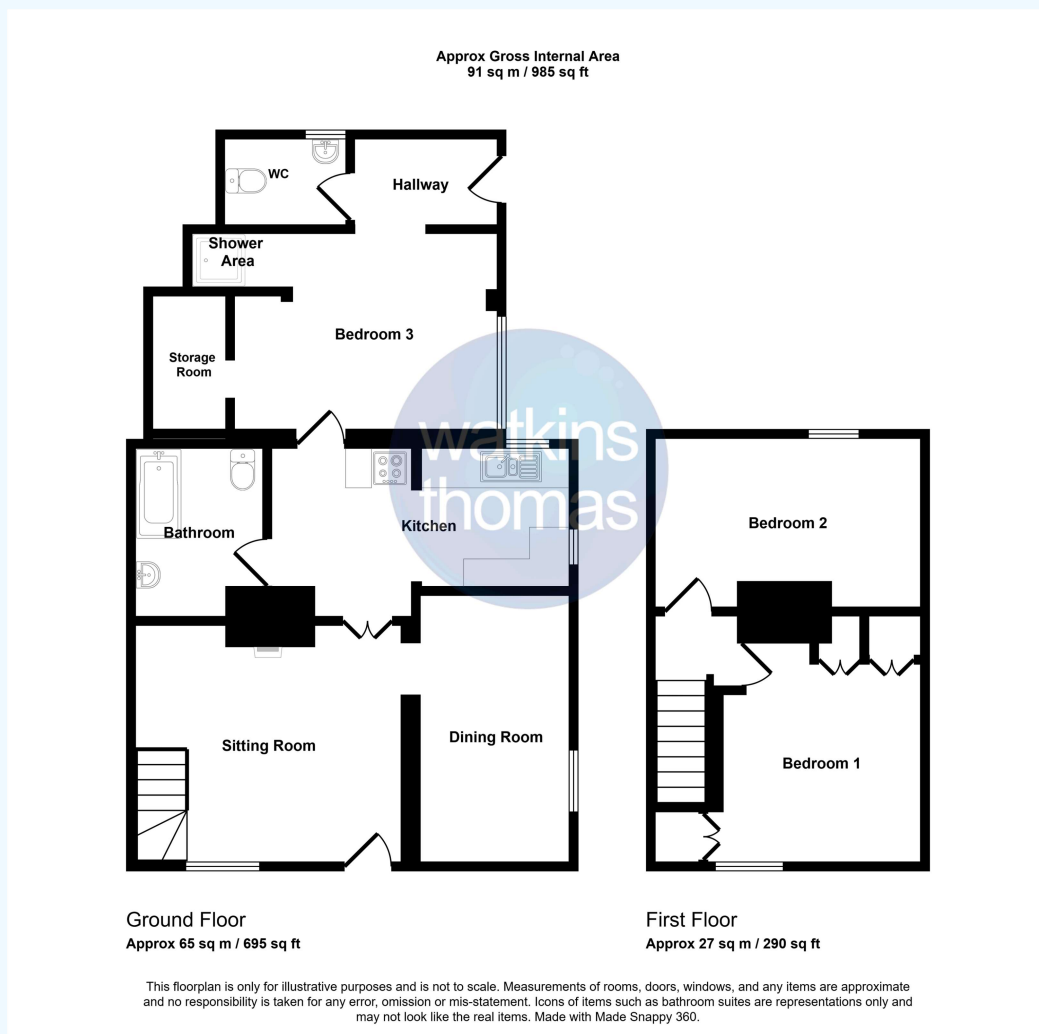 Approx Gross Internal Area
91 sq m / 985 sq ft
WC
Hallway
Shower
Area
Bedroom 3
Storage
Room
watkins
thomas
Bathroom
Kitchen
Bedroom 2
Sitting Room
Dining Room
Bedroom 1
Ground Floor
Approx 65 sq m / 695 sq ft
First Floor
Approx 27 sq m / 290 sq ft
This floorplan is only for illustrative purposes and is not to scale. Measurements of rooms, doors, windows, and any items are approximate
and no responsibility is taken for any error, omission or mis-statement. Icons of items such as bathroom suites are representations only and
may not look like the real items. Made with Made Snappy 360.